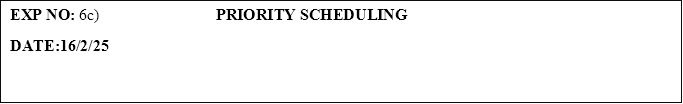 EXP NO: 6c) PRIORITY SCHEDULING
DATE:16/2/25